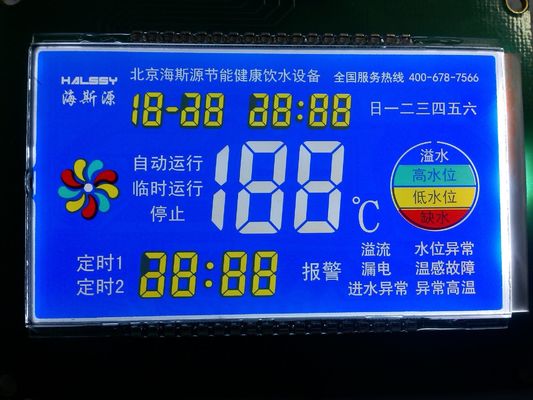 HALSSY 北京海斯源节能健康饮水设备 全国服务热线 400-678-7566
海斯源 18-88 88:88 日一二三四五六
自动运行 188℃ 溢水
临时运行 高水位
停止 低水位
缺水
定时1 88:88 报警 溢流 水位异常
定时2 漏电 温感故障
进水异常 异常高温